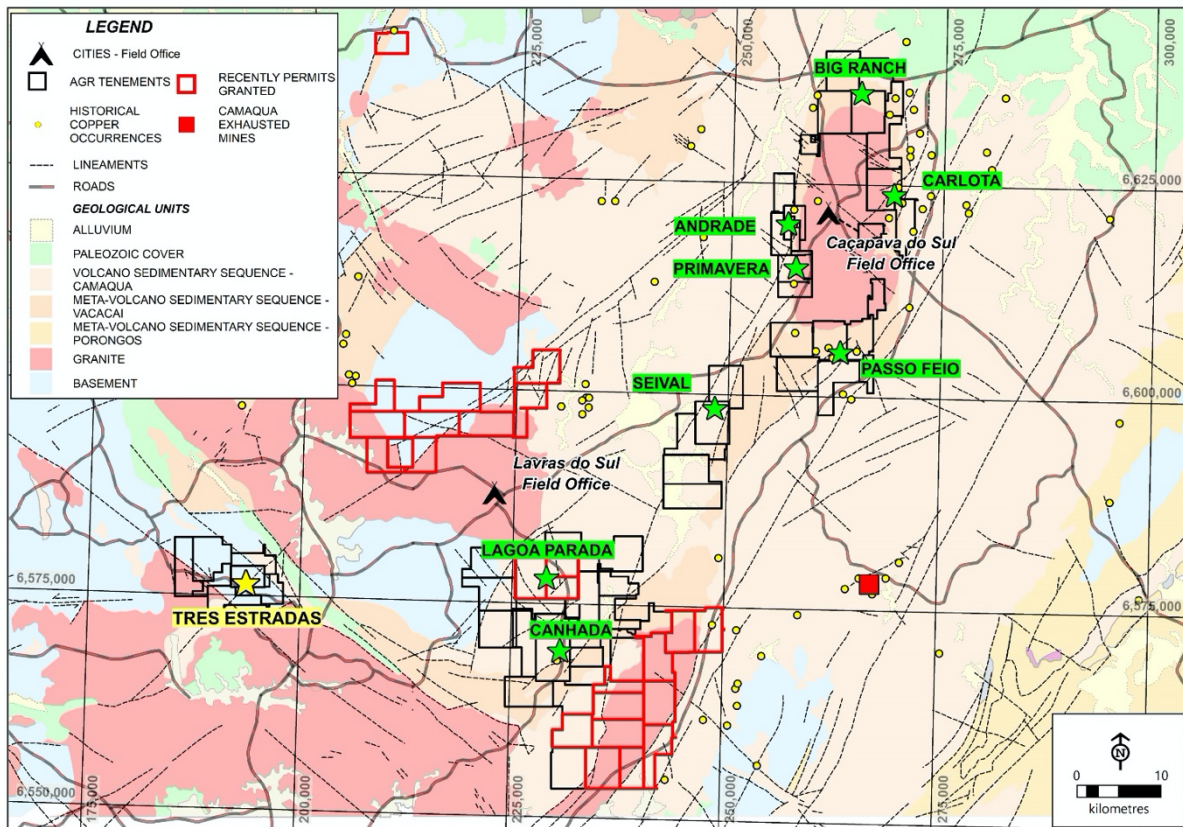 LEGEND
CITIES - Field Office
AGR TENEMENTS
RECENTLY PERMITS
GRANTED
HISTORICAL
COPPER
OCCURRENCES
CAMAQUA
EXHAUSTED
MINES
LINEAMENTS
ROADS
GEOLOGICAL UNITS
ALLUVIUM
PALEOZOIC COVER
VOLCANO SEDIMENTARY SEQUENCE -
CAMAQUA
META-VOLCANO SEDIMENTARY SEQUENCE -
VACACAI
META-VOLCANO SEDIMENTARY SEQUENCE -
PORONGOS
GRANITE
BASEMENT
225,000
250,000
275,000
300,000
BIG RANCH
6,625,000
CARLOTA
ANDRADE
Caçapava do Sul
Field Office
PRIMAVERA
PASSO FEIO
SEIVAL
6,600,000
Lavras do Sul
Field Office
LAGOA PARADA
6,575,000
6,575,000
TRES ESTRADAS
CANHADA
6,550,000
175,000
200,000
225,000
250,000
275,000
N
0 10
kilometres